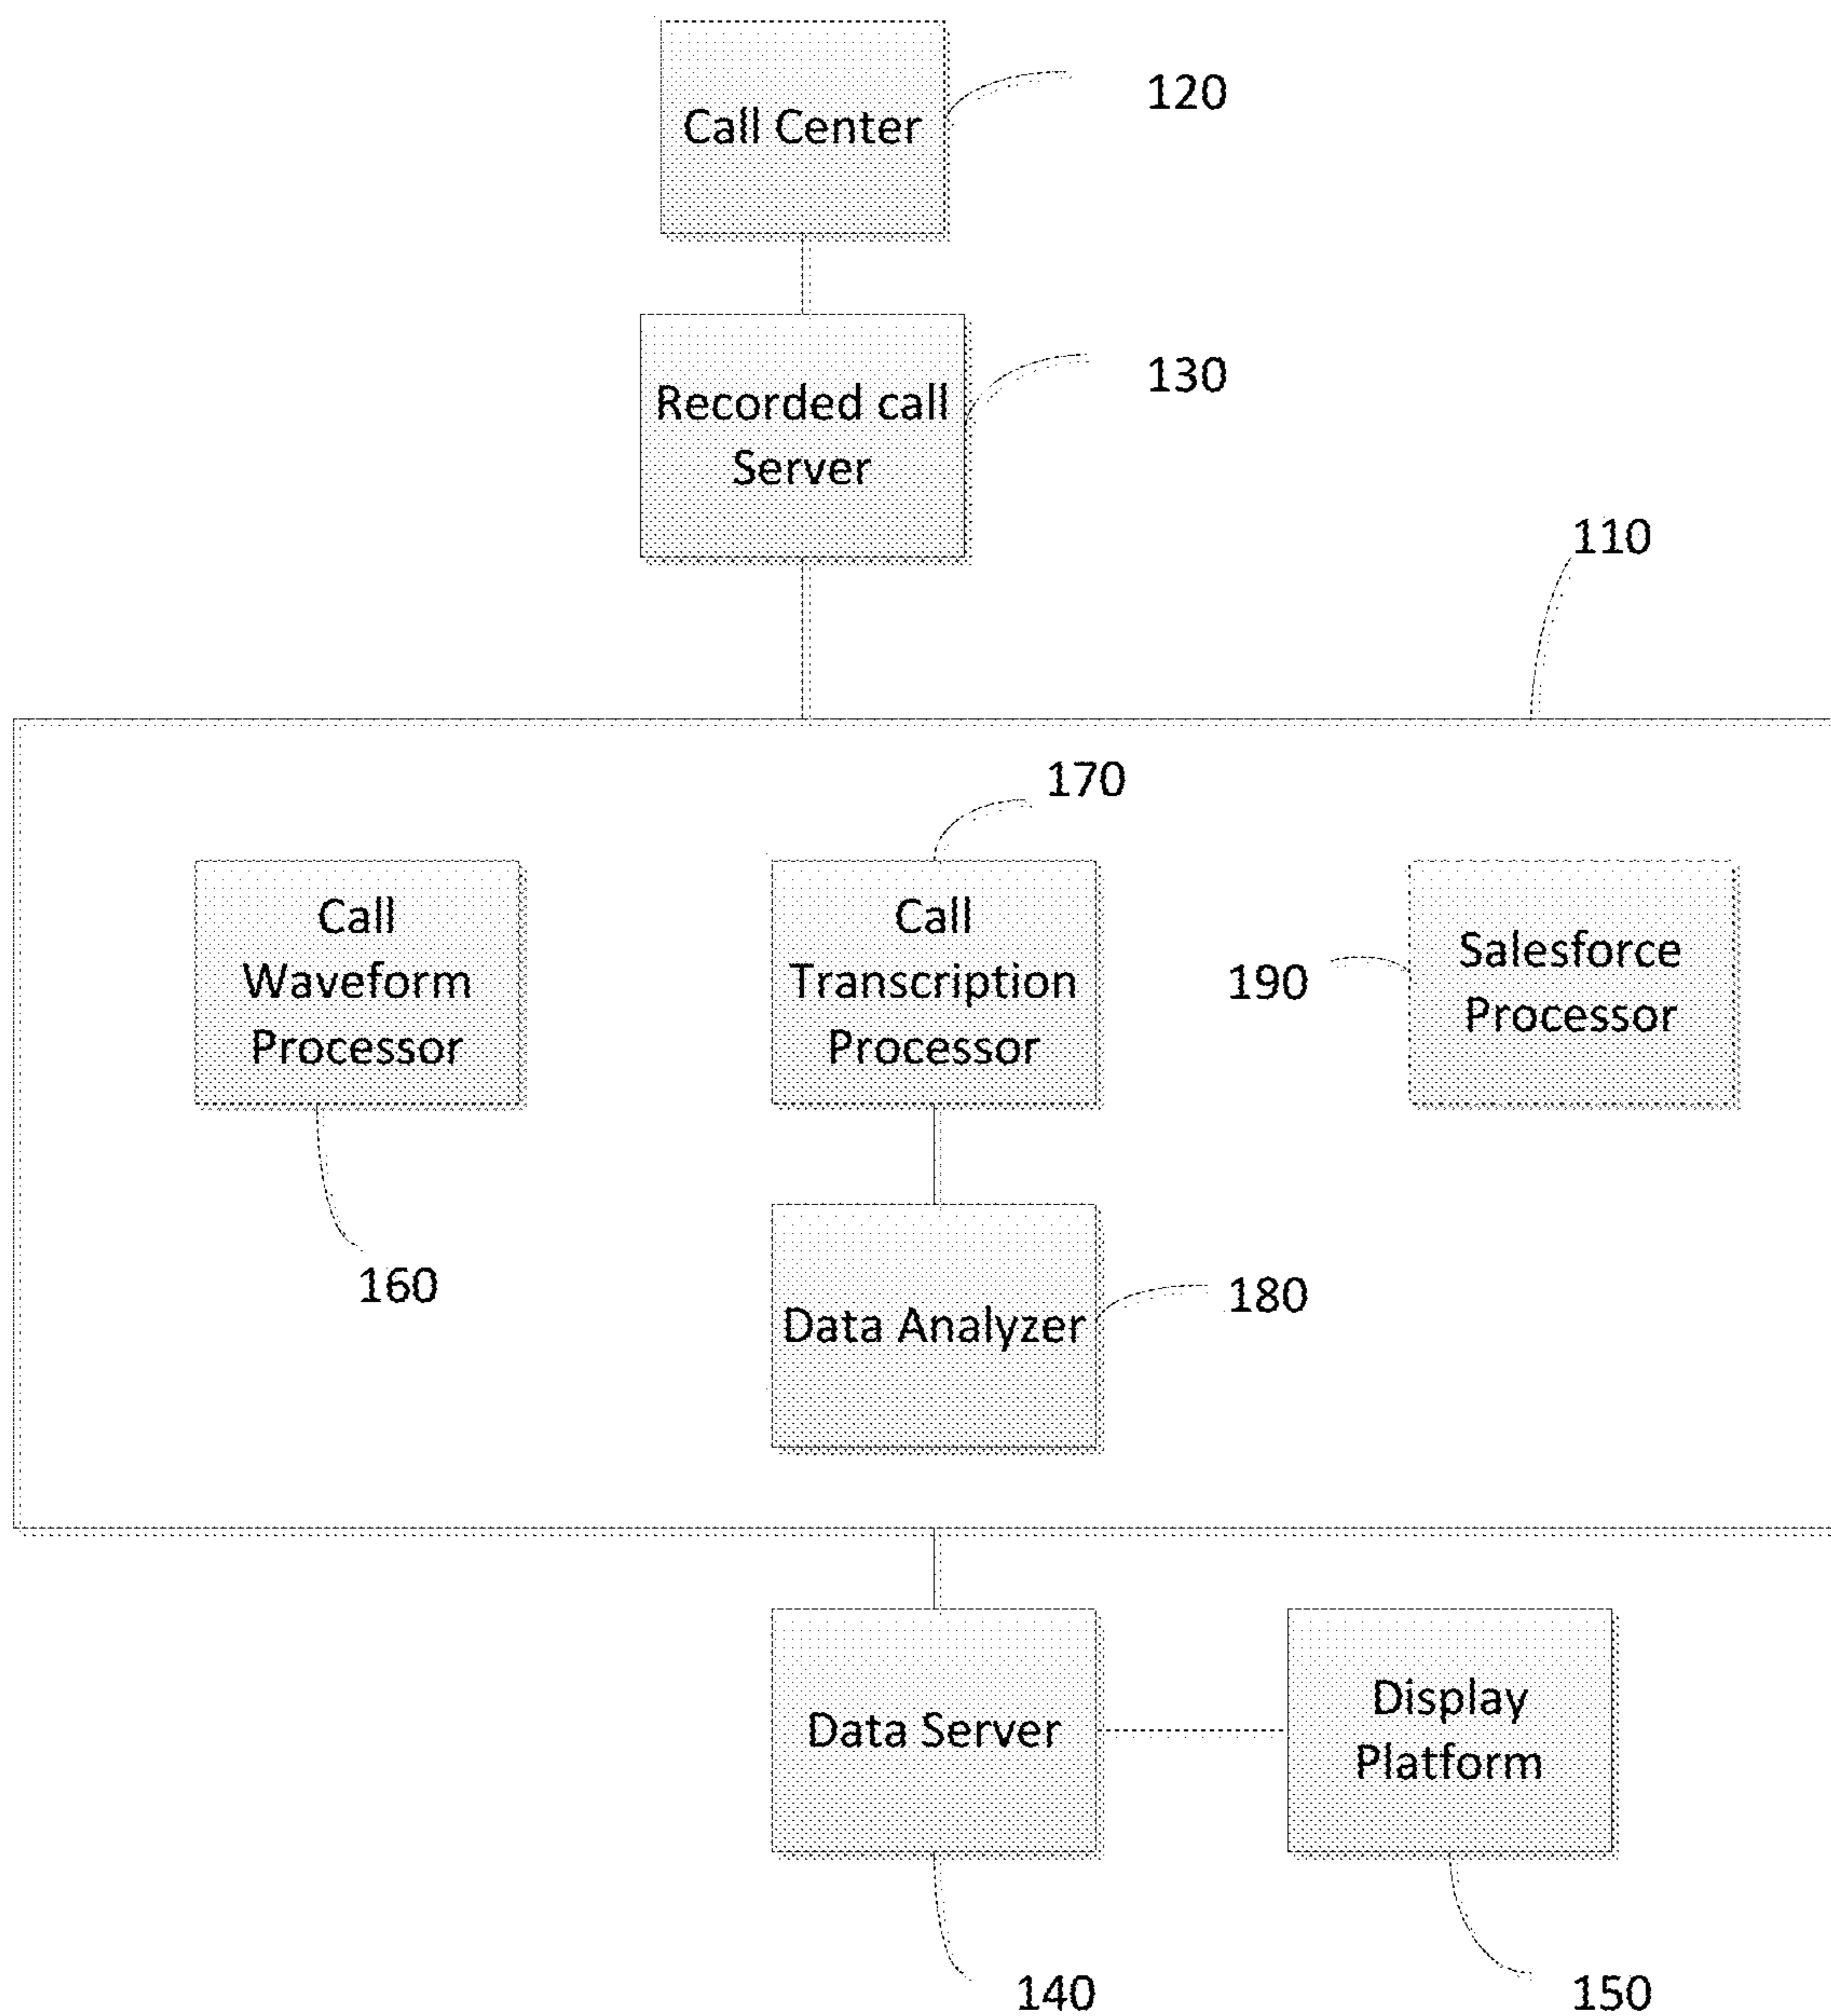 Call Center
120
Recorded call
Server
130
110
170
Call
Waveform
Processor
Call
Transcription
Processor
190
Salesforce
Processor
160
Data Analyzer
180
Data Server
Display
Platform
140
150